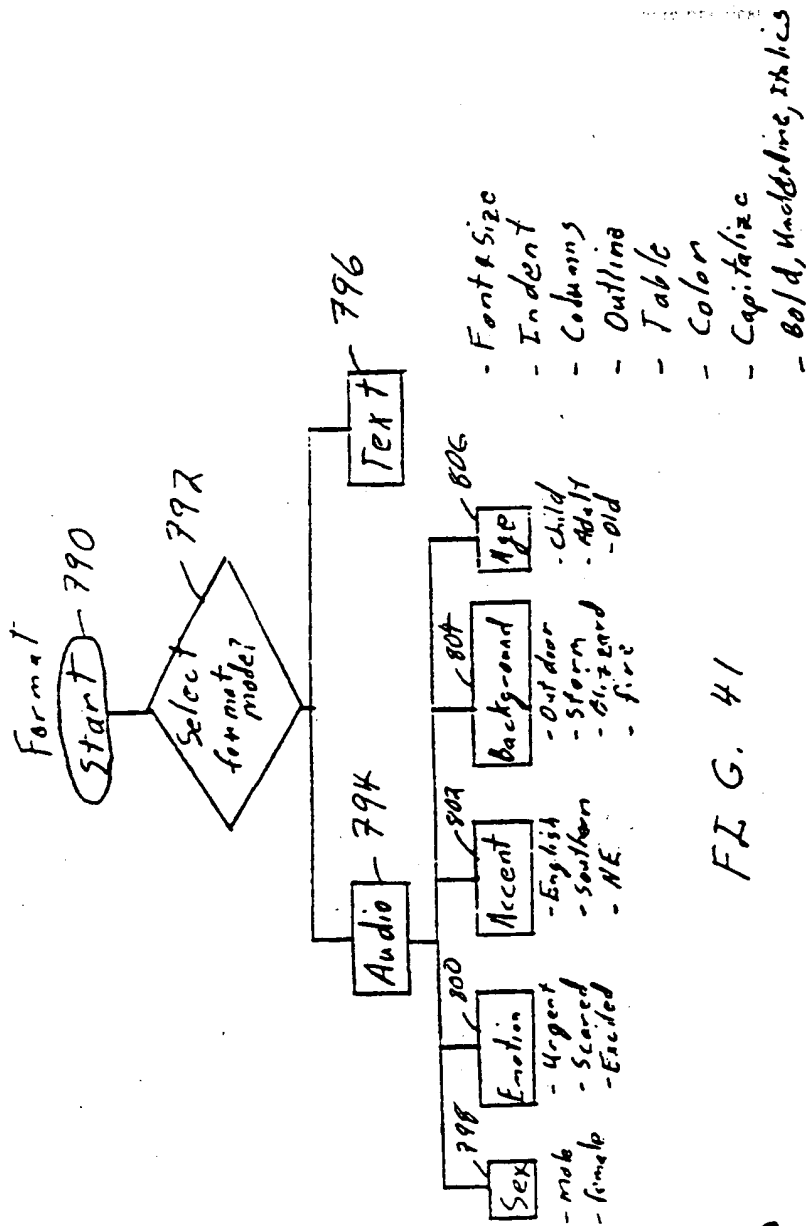 Format
Start 790
Select format mode? 792
Audio 794
Text 796
- Font & Size
- Indent
- Columns
- Outline
- Table
- Color
- Capitalize
- Bold, Underline, Italics
Sex 798
- male
- female
Emotion 800
- Urgent
- Scared
- Excited
Accent 802
- English
- Southern
- NE
Background 804
- Outdoor
- Storm
- Blizzard
- fire
Age 806
- Child
- Adult
- Old
FIG. 41